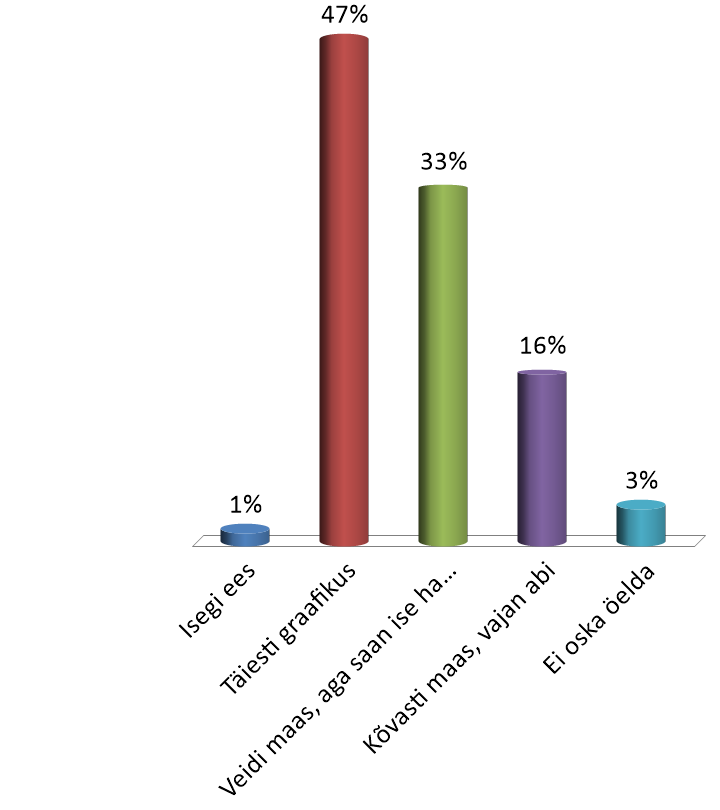 47%
33%
16%
3%
1%
Isegi ees
Täiesti graafikus
Veidi maas, aga saan ise ha...
Kõvasti maas, vajan abi
Ei oska öelda